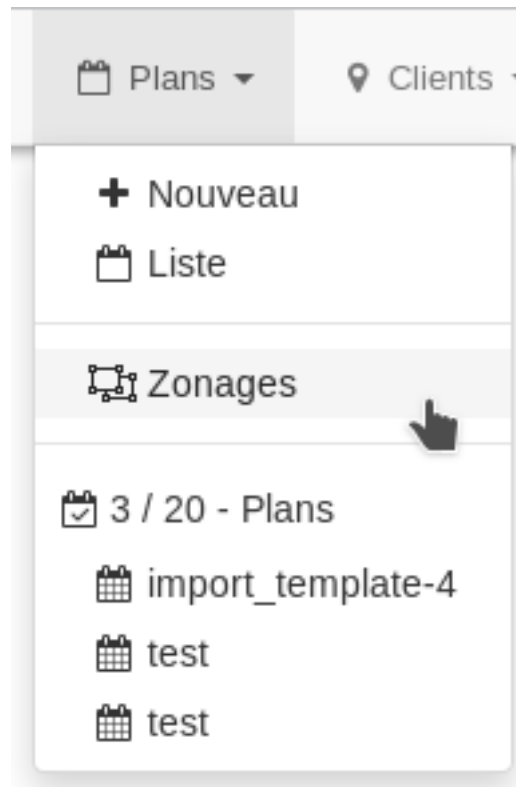 Plans Clients
Nouveau
Liste
Zonages
3 / 20 - Plans
import_template-4
test
test